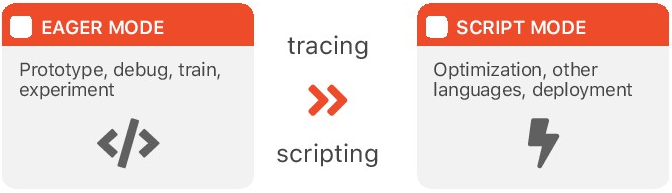 EAGER MODE
Prototype, debug, train,
experiment
tracing
scripting
SCRIPT MODE
Optimization, other
languages, deployment